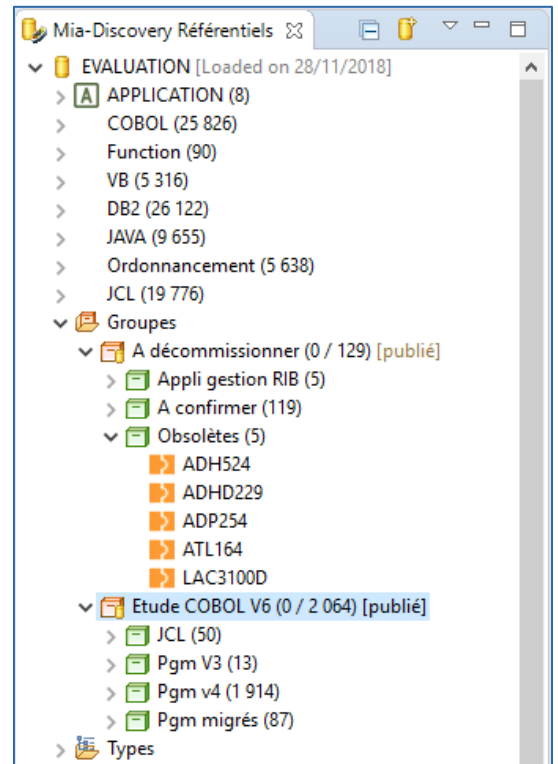 Mia-Discovery Référentiels
EVALUATION [Loaded on 28/11/2018]
A APPLICATION (8)
COBOL (25 826)
Function (90)
VB (5 316)
DB2 (26 122)
JAVA (9 655)
Ordonnancement (5 638)
JCL (19 776)
Groupes
A décommissionner (0 / 129) [publié]
Appli gestion RIB (5)
A confirmer (119)
Obsolètes (5)
ADH524
ADHD229
ADP254
ATL164
LAC3100D
Etude COBOL V6 (0 / 2 064) [publié]
JCL (50)
Pgm V3 (13)
Pgm v4 (1 914)
Pgm migrés (87)
Types